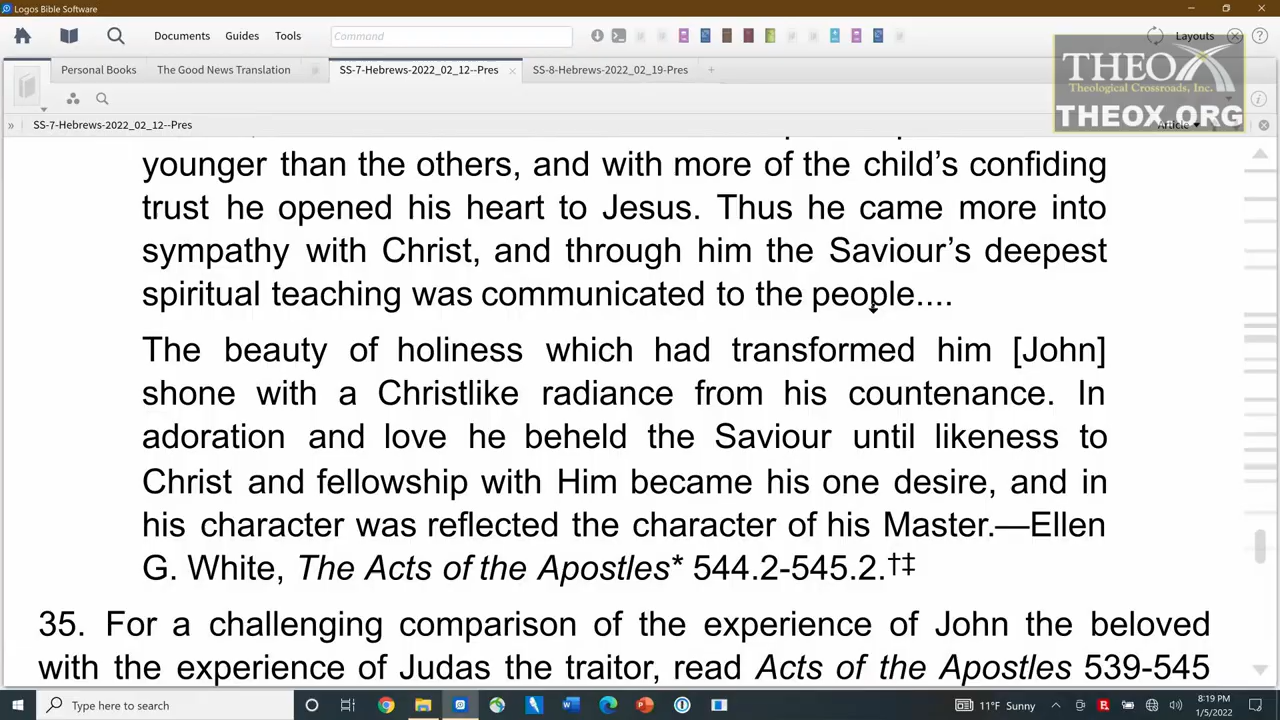 Logos Bible Software
Documents Guides Tools Command Layouts
Personal Books The Good News Translation SS-7-Hebrews-2022_02_12--Pres SS-8-Hebrews-2022_02_19-Pres
THEOX
Theological Crossroads, Inc.
THEOX.ORG
SS-7-Hebrews-2022_02_12--Pres Article
younger than the others, and with more of the child’s confiding
trust he opened his heart to Jesus. Thus he came more into
sympathy with Christ, and through him the Saviour’s deepest
spiritual teaching was communicated to the people....
The beauty of holiness which had transformed him [John]
shone with a Christlike radiance from his countenance. In
adoration and love he beheld the Saviour until likeness to
Christ and fellowship with Him became his one desire, and in
his character was reflected the character of his Master.—Ellen
G. White, The Acts of the Apostles* 544.2-545.2.†‡
35. For a challenging comparison of the experience of John the beloved
with the experience of Judas the traitor, read Acts of the Apostles 539-545
Type here to search 11°F Sunny 8:19 PM
1/5/2022